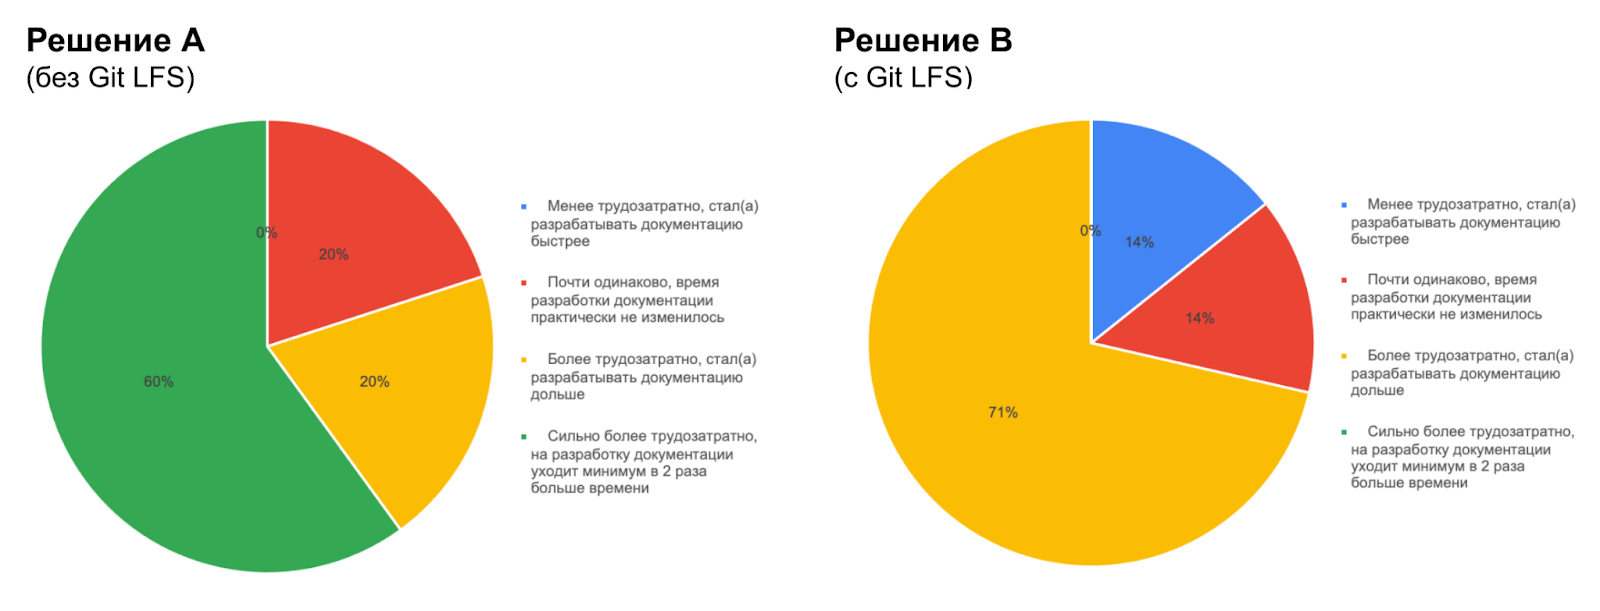 Решение A
(без Git LFS)
0%
20%
20%
60%
Менее трудозатратно, стал(а)
разрабатывать документацию
быстрее
Почти одинаково, время
разработки документации
практически не изменилось
Более трудозатратно, стал(а)
разрабатывать документацию
дольше
Сильно более трудозатратно,
на разработку документации
уходит минимум в 2 раза
больше времени
Решение B
(с Git LFS)
0%
14%
14%
71%
Менее трудозатратно, стал(а)
разрабатывать документацию
быстрее
Почти одинаково, время
разработки документации
практически не изменилось
Более трудозатратно, стал(а)
разрабатывать документацию
дольше
Сильно более трудозатратно,
на разработку документации
уходит минимум в 2 раза
больше времени